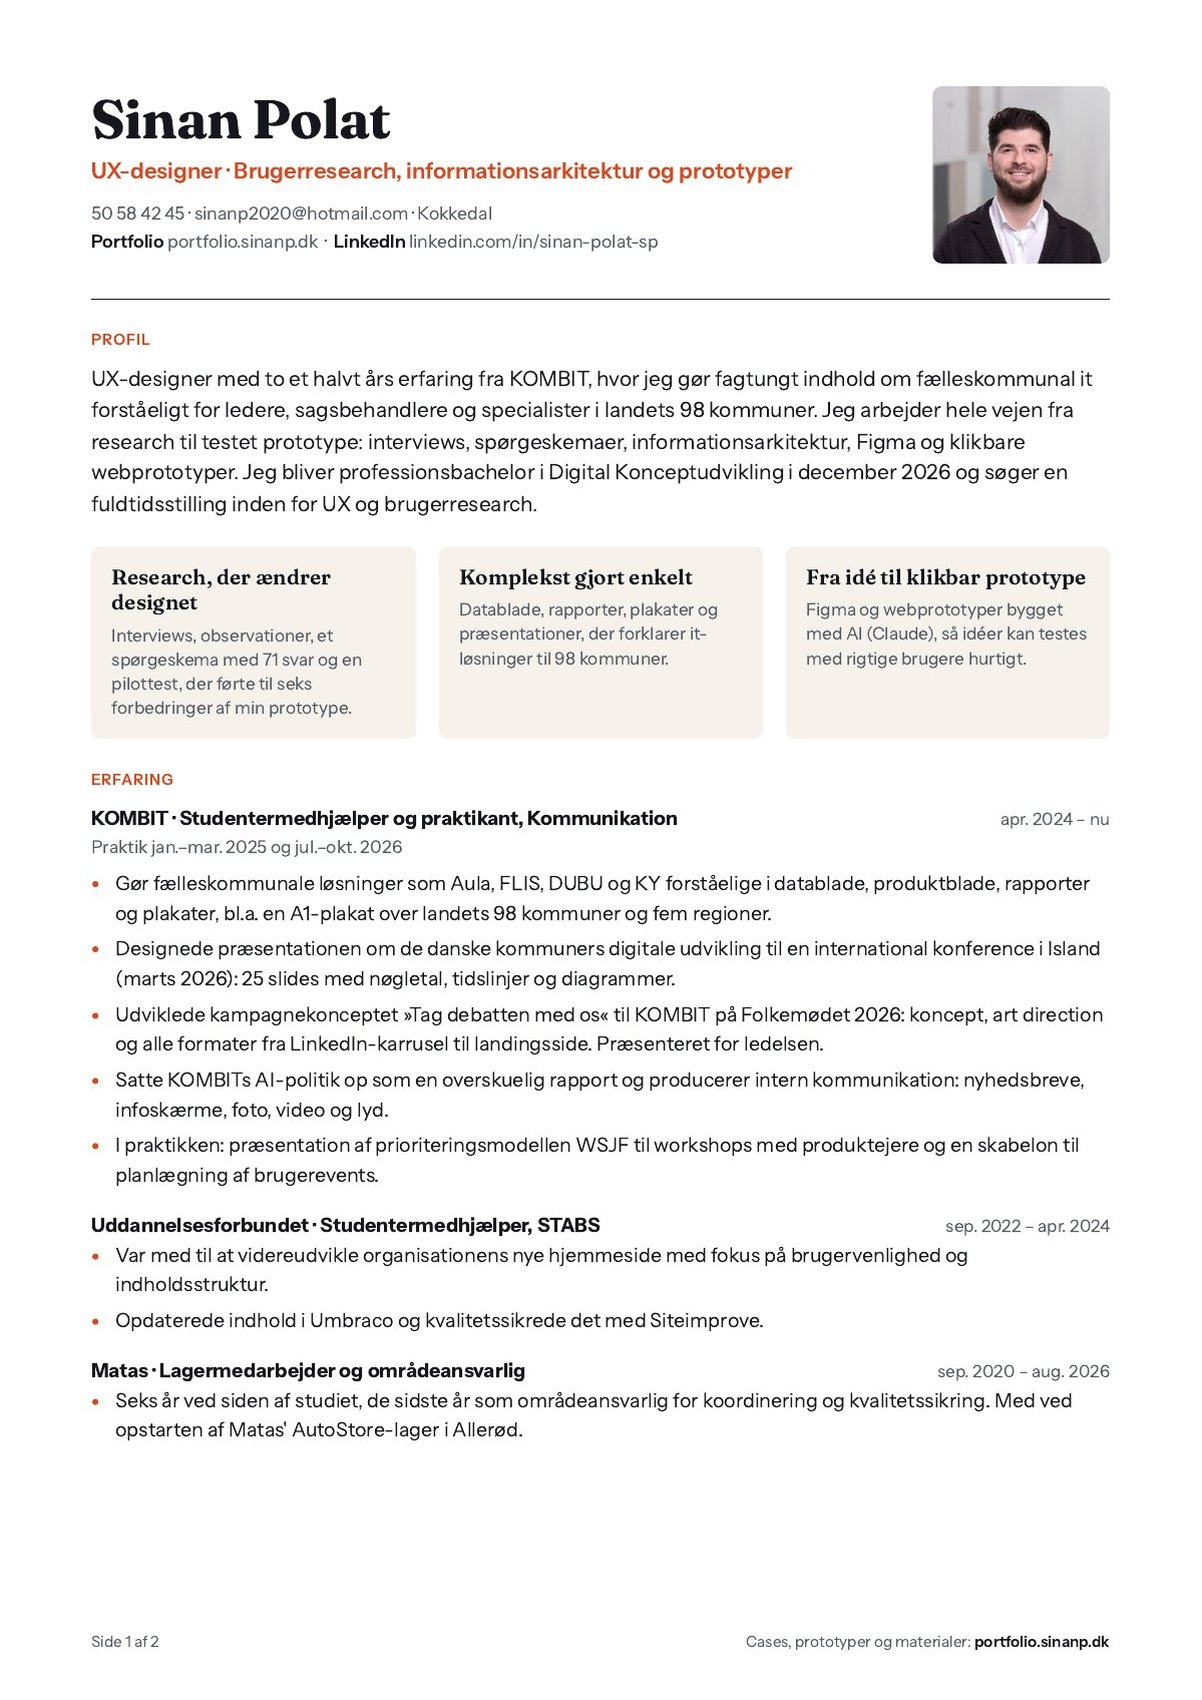 Sinan Polat
UX-designer · Brugerresearch, informationsarkitektur og prototyper
50 58 42 45 · sinanp2020@hotmail.com · Kokkedal
Portfolio portfolio.sinanp.dk · LinkedIn linkedin.com/in/sinan-polat-sp
PROFIL
UX-designer med to et halvt års erfaring fra KOMBIT, hvor jeg gør fagtungt indhold om fælleskommunal it
forståeligt for ledere, sagsbehandlere og specialister i landets 98 kommuner. Jeg arbejder hele vejen fra
research til testet prototype: interviews, spørgeskemaer, informationsarkitektur, Figma og klikbare
webprototyper. Jeg bliver professionsbachelor i Digital Konceptudvikling i december 2026 og søger en
fuldtidsstilling inden for UX og brugerresearch.
Research, der ændrer
designet
Interviews, observationer, et
spørgeskema med 71 svar og en
pilottest, der førte til seks
forbedringer af min prototype.
Komplekst gjort enkelt
Datablade, rapporter, plakater og
præsentationer, der forklarer it-
løsninger til 98 kommuner.
Fra idé til klikbar prototype
Figma og webprototyper bygget
med AI (Claude), så idéer kan testes
med rigtige brugere hurtigt.
ERFARING
KOMBIT · Studentermedhjælper og praktikant, Kommunikation apr. 2024 – nu
Praktik jan.–mar. 2025 og jul.–okt. 2026
• Gør fælleskommunale løsninger som Aula, FLIS, DUBU og KY forståelige i datablade, produktblade, rapporter
og plakater, bl.a. en A1-plakat over landets 98 kommuner og fem regioner.
• Designede præsentationen om de danske kommuners digitale udvikling til en international konference i Island
(marts 2026): 25 slides med nøgletal, tidslinjer og diagrammer.
• Udviklede kampagnekonceptet »Tag debatten med os« til KOMBIT på Folkemødet 2026: koncept, art direction
og alle formater fra LinkedIn-karrusel til landingsside. Præsenteret for ledelsen.
• Satte KOMBITs AI-politik op som en overskuelig rapport og producerer intern kommunikation: nyhedsbreve,
infoskærme, foto, video og lyd.
• I praktikken: præsentation af prioriteringsmodellen WSJF til workshops med produktejere og en skabelon til
planlægning af brugerevents.
Uddannelsesforbundet · Studentermedhjælper, STABS sep. 2022 – apr. 2024
• Var med til at videreudvikle organisationens nye hjemmeside med fokus på brugervenlighed og
indholdsstruktur.
• Opdaterede indhold i Umbraco og kvalitetssikrede det med Siteimprove.
Matas · Lagermedarbejder og områdeansvarlig sep. 2020 – aug. 2026
• Seks år ved siden af studiet, de sidste år som områdeansvarlig for koordinering og kvalitetssikring. Med ved
opstarten af Matas' AutoStore-lager i Allerød.
Side 1 af 2 Cases, prototyper og materialer: portfolio.sinanp.dk